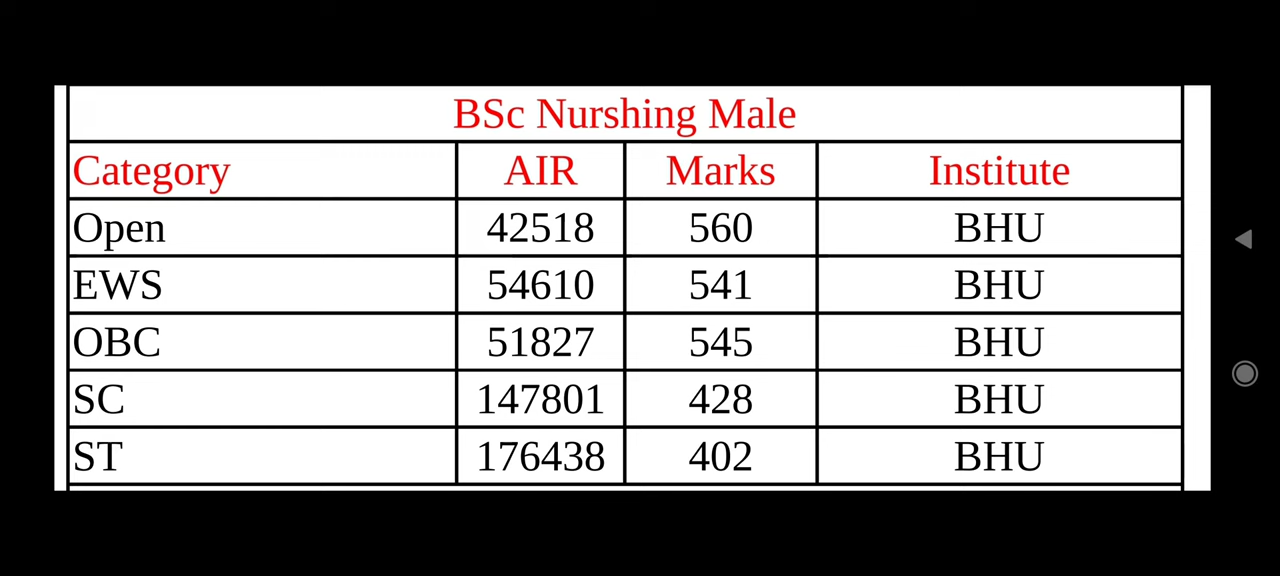 BSc Nurshing Male
Category AIR Marks Institute
Open 42518 560 BHU
EWS 54610 541 BHU
OBC 51827 545 BHU
SC 147801 428 BHU
ST 176438 402 BHU